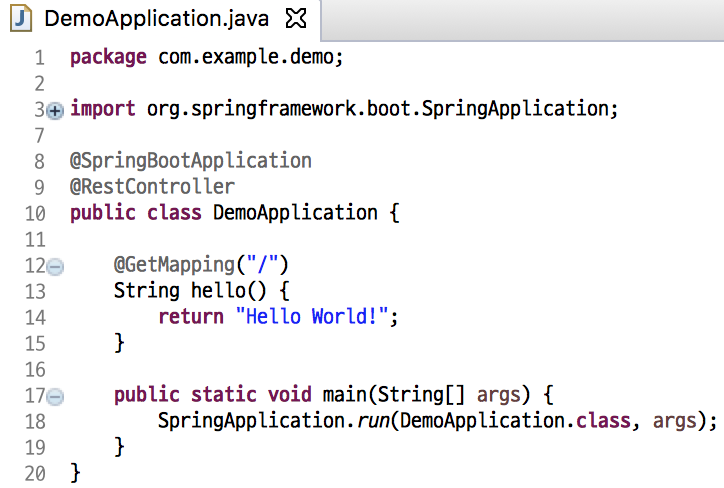 DemoApplication.java
1 package com.example.demo;
2
3 import org.springframework.boot.SpringApplication;
7
8 @SpringBootApplication
9 @RestController
10 public class DemoApplication {
11
12     @GetMapping("/")
13     String hello() {
14         return "Hello World!";
15     }
16
17     public static void main(String[] args) {
18         SpringApplication.run(DemoApplication.class, args);
19     }
20 }